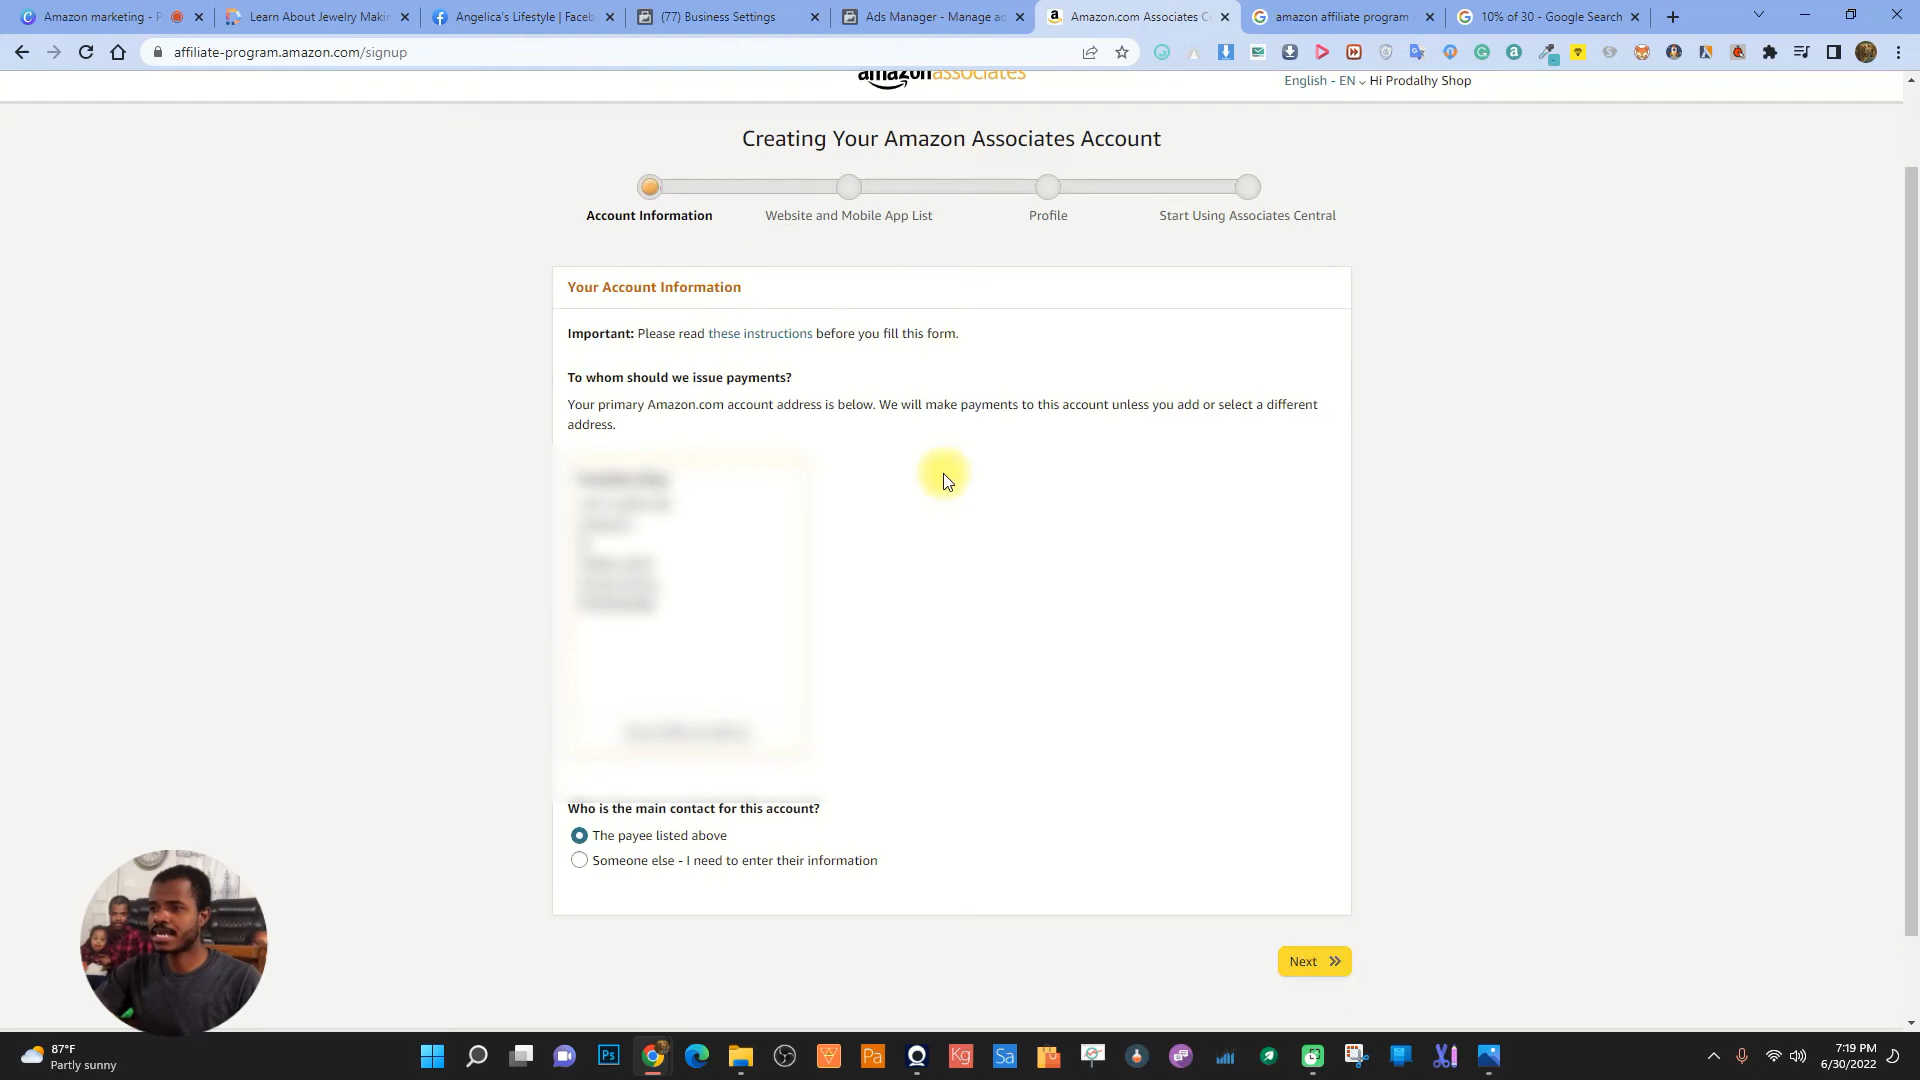 Amazon marketing - P
Learn About Jewelry Makin
Angelica's Lifestyle | Faceb
(77) Business Settings
Ads Manager - Manage ad
Amazon.com Associates C
amazon affiliate program -
10% of 30 - Google Search
affiliate-program.amazon.com/signup
amazon associates
English - EN
Hi Prodalhy Shop
Creating Your Amazon Associates Account
Account Information
Website and Mobile App List
Profile
Start Using Associates Central
Your Account Information
Important: Please read these instructions before you fill this form.
To whom should we issue payments?
Your primary Amazon.com account address is below. We will make payments to this account unless you add or select a different
address.
Who is the main contact for this account?
The payee listed above
Someone else - I need to enter their information
Next
87°F
Partly sunny
Ps
Pa
Kg
Sa
7:19 PM
6/30/2022